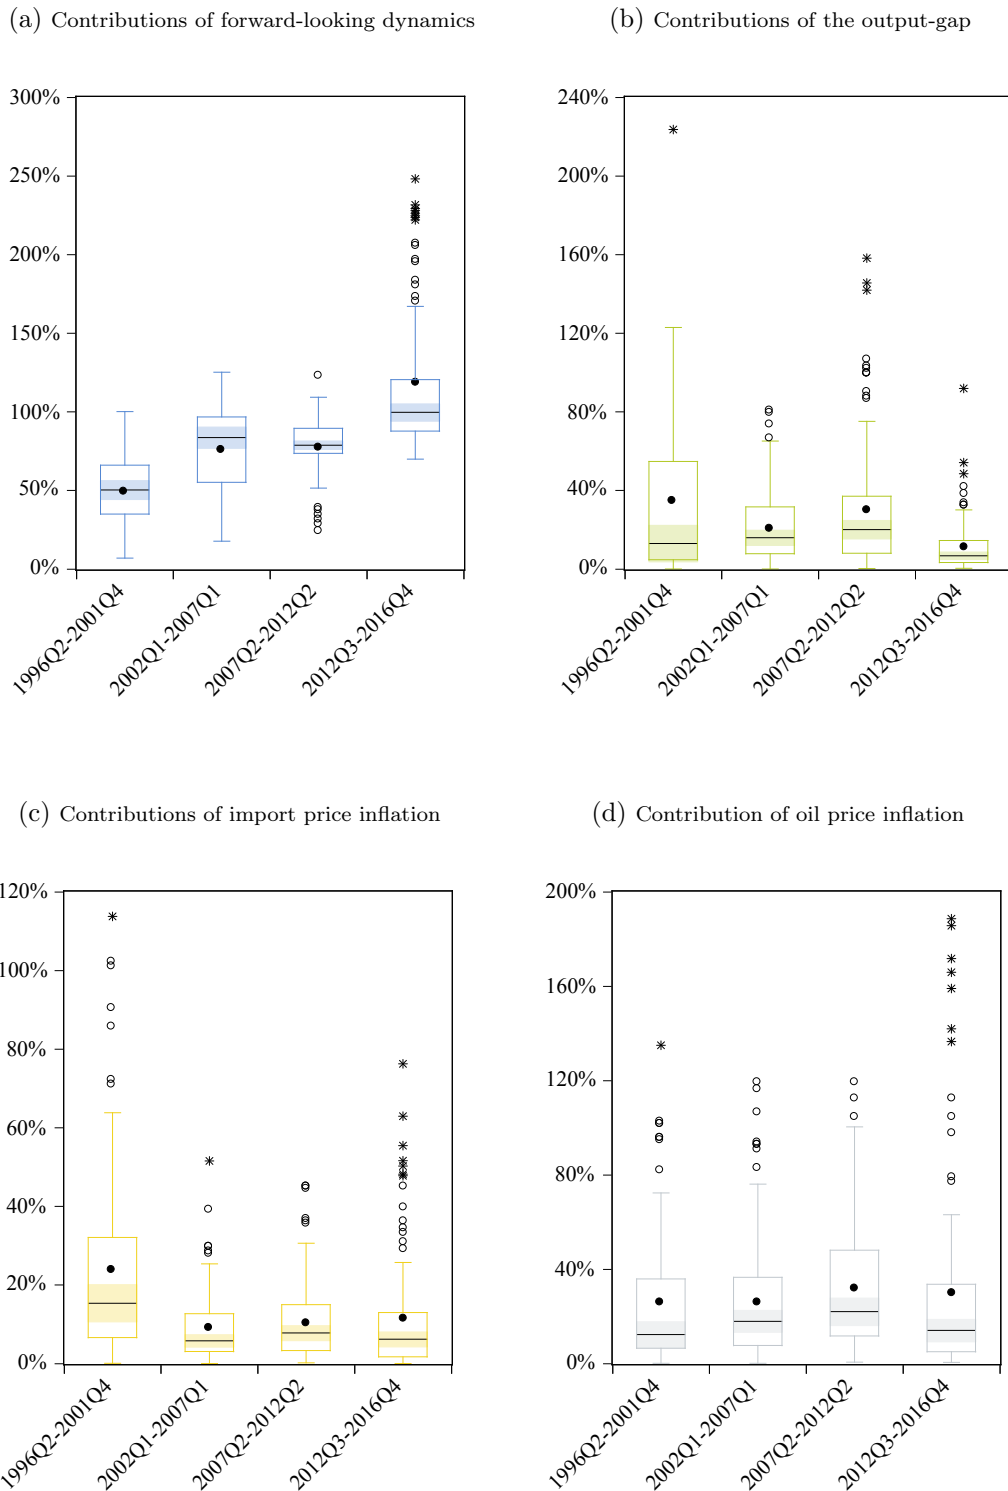 (a) Contributions of forward-looking dynamics
300%
250%
200%
150%
100%
50%
0%
1996Q2-2001Q4
2002Q1-2007Q1
2007Q2-2012Q2
2012Q3-2016Q4
(b) Contributions of the output-gap
240%
200%
160%
120%
80%
40%
0%
1996Q2-2001Q4
2002Q1-2007Q1
2007Q2-2012Q2
2012Q3-2016Q4
(c) Contributions of import price inflation
120%
100%
80%
60%
40%
20%
0%
1996Q2-2001Q4
2002Q1-2007Q1
2007Q2-2012Q2
2012Q3-2016Q4
(d) Contribution of oil price inflation
200%
160%
120%
80%
40%
0%
1996Q2-2001Q4
2002Q1-2007Q1
2007Q2-2012Q2
2012Q3-2016Q4